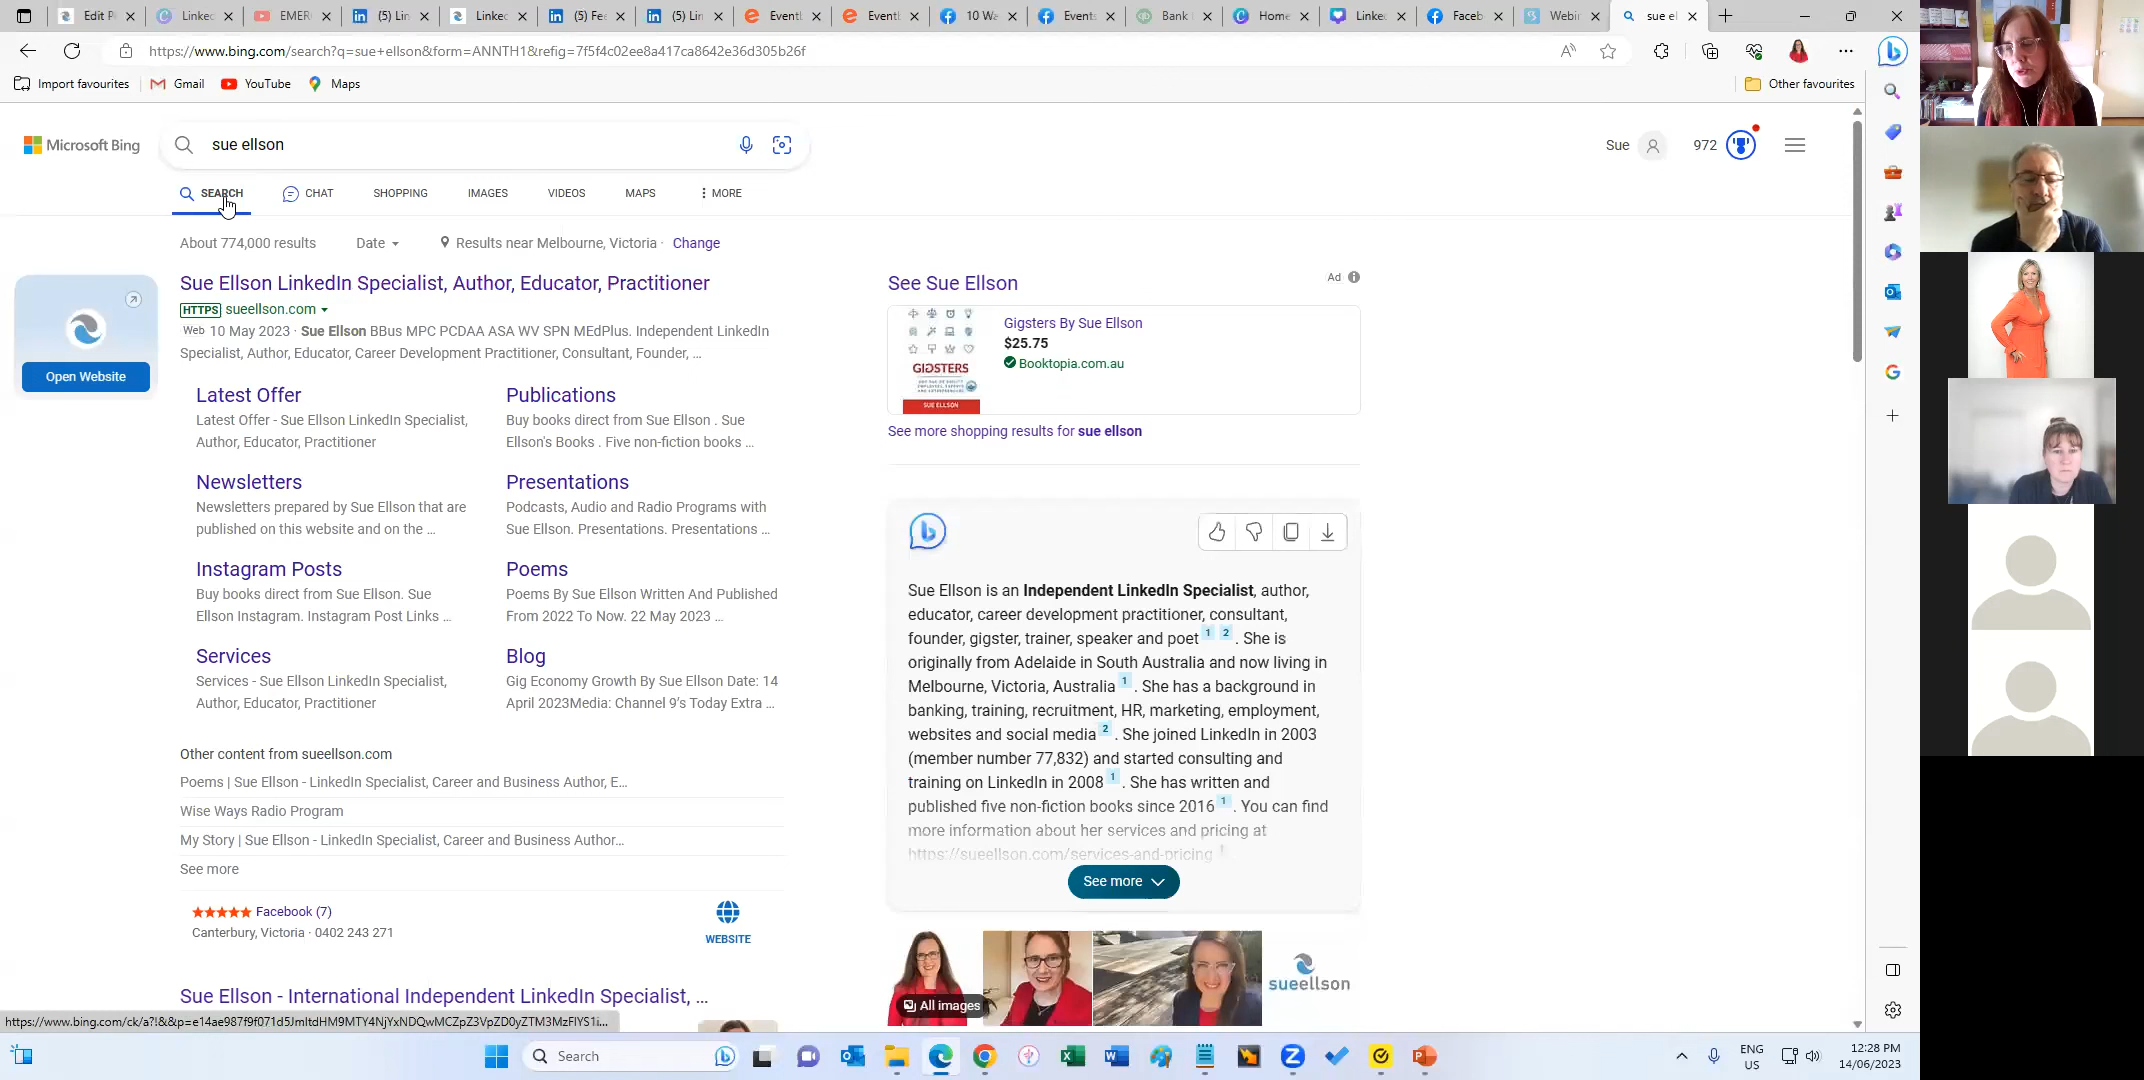 Edit P
Linked
EMER
(5) Lin
Linked
(5) Fee
(5) Lin
Eventb
Eventb
10 Wa
Events
Bank
Home
Linked
Faceb
Webin
sue el
https://www.bing.com/search?q=sue+ellson&form=ANNTH1&refig=7f5f4c02ee8a417ca8642e36d305b26f
Import favourites
Gmail
YouTube
Maps
Other favourites
Microsoft Bing
sue ellson
Sue
972
SEARCH
CHAT
SHOPPING
IMAGES
VIDEOS
MAPS
MORE
About 774,000 results
Date
Results near Melbourne, Victoria · Change
Open Website
Sue Ellson LinkedIn Specialist, Author, Educator, Practitioner
HTTPS sueellson.com
Web 10 May 2023 · Sue Ellson BBus MPC PCDAA ASA WV SPN MEdPlus. Independent LinkedIn
Specialist, Author, Educator, Career Development Practitioner, Consultant, Founder, ...
Latest Offer
Latest Offer - Sue Ellson LinkedIn Specialist,
Author, Educator, Practitioner
Publications
Buy books direct from Sue Ellson . Sue
Ellson's Books . Five non-fiction books ...
Newsletters
Newsletters prepared by Sue Ellson that are
published on this website and on the ...
Presentations
Podcasts, Audio and Radio Programs with
Sue Ellson. Presentations. Presentations ...
Instagram Posts
Buy books direct from Sue Ellson. Sue
Ellson Instagram. Instagram Post Links ...
Poems
Poems By Sue Ellson Written And Published
From 2022 To Now. 22 May 2023 ...
Services
Services - Sue Ellson LinkedIn Specialist,
Author, Educator, Practitioner
Blog
Gig Economy Growth By Sue Ellson Date: 14
April 2023Media: Channel 9's Today Extra ...
Other content from sueellson.com
Poems | Sue Ellson - LinkedIn Specialist, Career and Business Author, E...
Wise Ways Radio Program
My Story | Sue Ellson - LinkedIn Specialist, Career and Business Author...
See more
Facebook (7)
Canterbury, Victoria · 0402 243 271
WEBSITE
Sue Ellson - International Independent LinkedIn Specialist, ...
See Sue Ellson
Ad
GIGSTERS
SUE ELLSON
Gigsters By Sue Ellson
$25.75
Booktopia.com.au
See more shopping results for sue ellson
Sue Ellson is an Independent LinkedIn Specialist, author,
educator, career development practitioner, consultant,
founder, gigster, trainer, speaker and poet 1 2 . She is
originally from Adelaide in South Australia and now living in
Melbourne, Victoria, Australia 1 . She has a background in
banking, training, recruitment, HR, marketing, employment,
websites and social media 2 . She joined LinkedIn in 2003
(member number 77,832) and started consulting and
training on LinkedIn in 2008 1 . She has written and
published five non-fiction books since 2016 1 . You can find
more information about her services and pricing at
https://sueellson.com/services-and-pricing
See more
All images
sueellson
https://www.bing.com/ck/a?!&&p=e14ae987f9f071d5JmltdHM9MTY4NjYxNDQwMCZpZ3VpZD0yZTM3MzFlYS1i...
Search
ENG
US
12:28 PM
14/06/2023